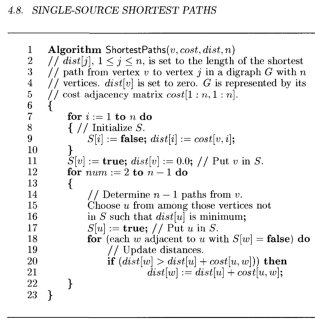 4.8. SINGLE-SOURCE SHORTEST PATHS
1 Algorithm ShortestPaths(v, cost, dist, n)
2 // dist[j], 1 ≤ j ≤ n, is set to the length of the shortest
3 // path from vertex v to vertex j in a digraph G with n
4 // vertices. dist[v] is set to zero. G is represented by its
5 // cost adjacency matrix cost[1 : n, 1 : n].
6 {
7 for i := 1 to n do
8 { // Initialize S.
9 S[i] := false; dist[i] := cost[v, i];
10 }
11 S[v] := true; dist[v] := 0.0; // Put v in S.
12 for num := 2 to n − 1 do
13 {
14 // Determine n − 1 paths from v.
15 Choose u from among those vertices not
16 in S such that dist[u] is minimum;
17 S[u] := true; // Put u in S.
18 for (each w adjacent to u with S[w] = false) do
19 // Update distances.
20 if (dist[w] > dist[u] + cost[u, w])) then
21 dist[w] := dist[u] + cost[u, w];
22 }
23 }